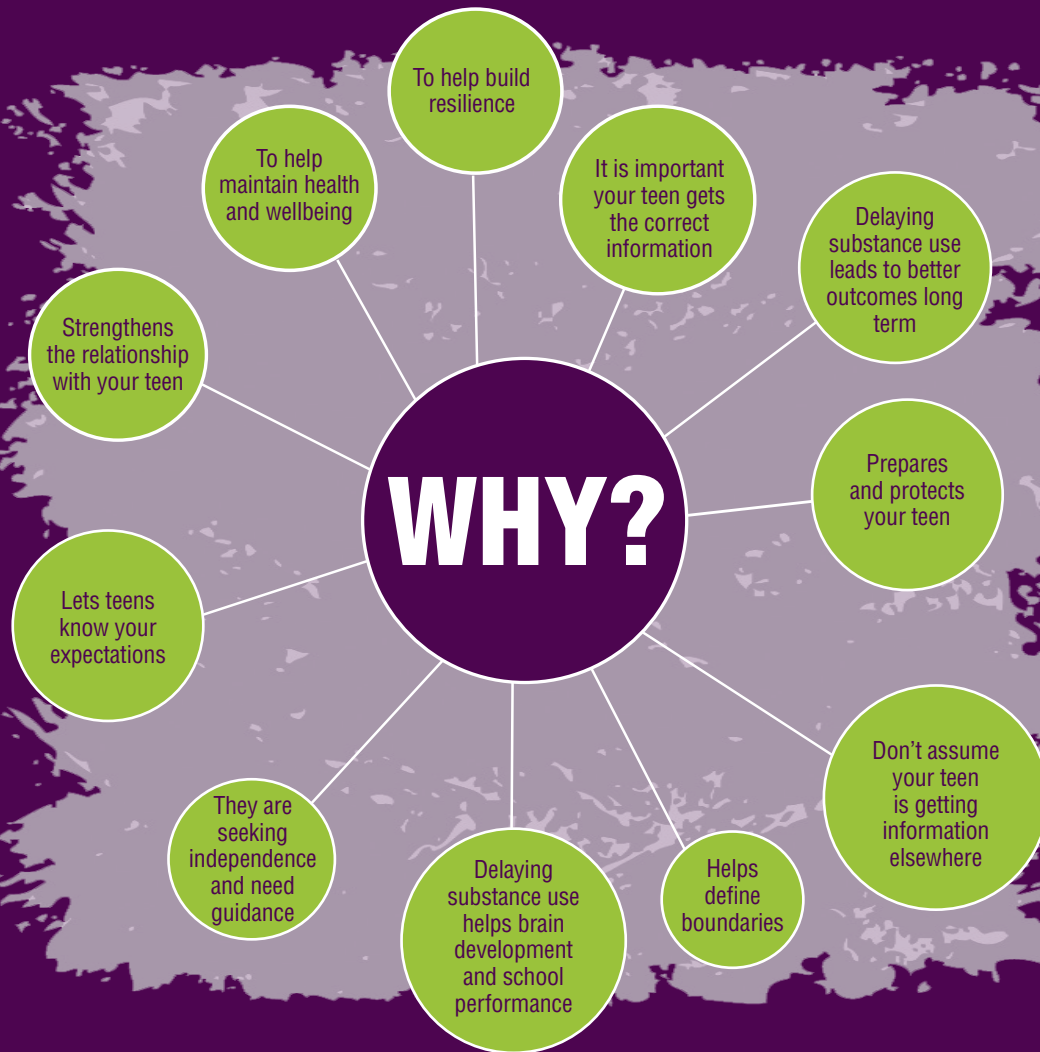 To help build
resilience
To help
maintain health
and wellbeing
It is important
your teen gets
the correct
information
Delaying
substance use
leads to better
outcomes long
term
Strengthens
the relationship
with your teen
Prepares
and protects
your teen
WHY?
Lets teens
know your
expectations
Don’t assume
your teen
is getting
information
elsewhere
They are
seeking
independence
and need
guidance
Delaying
substance use
helps brain
development
and school
performance
Helps
define
boundaries